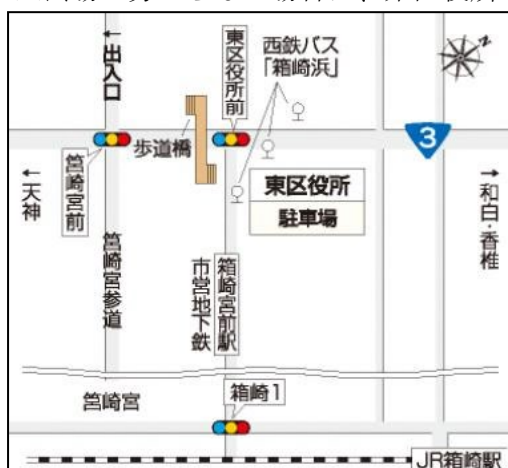 ←出入口
東区役所前
西鉄バス
「箱崎浜」
N
歩道橋
3
筥崎宮前
←天神
東区役所
駐車場
→和白・香椎
筥崎宮参道
市営地下鉄
箱崎宮前駅
筥崎宮
箱崎1
JR箱崎駅